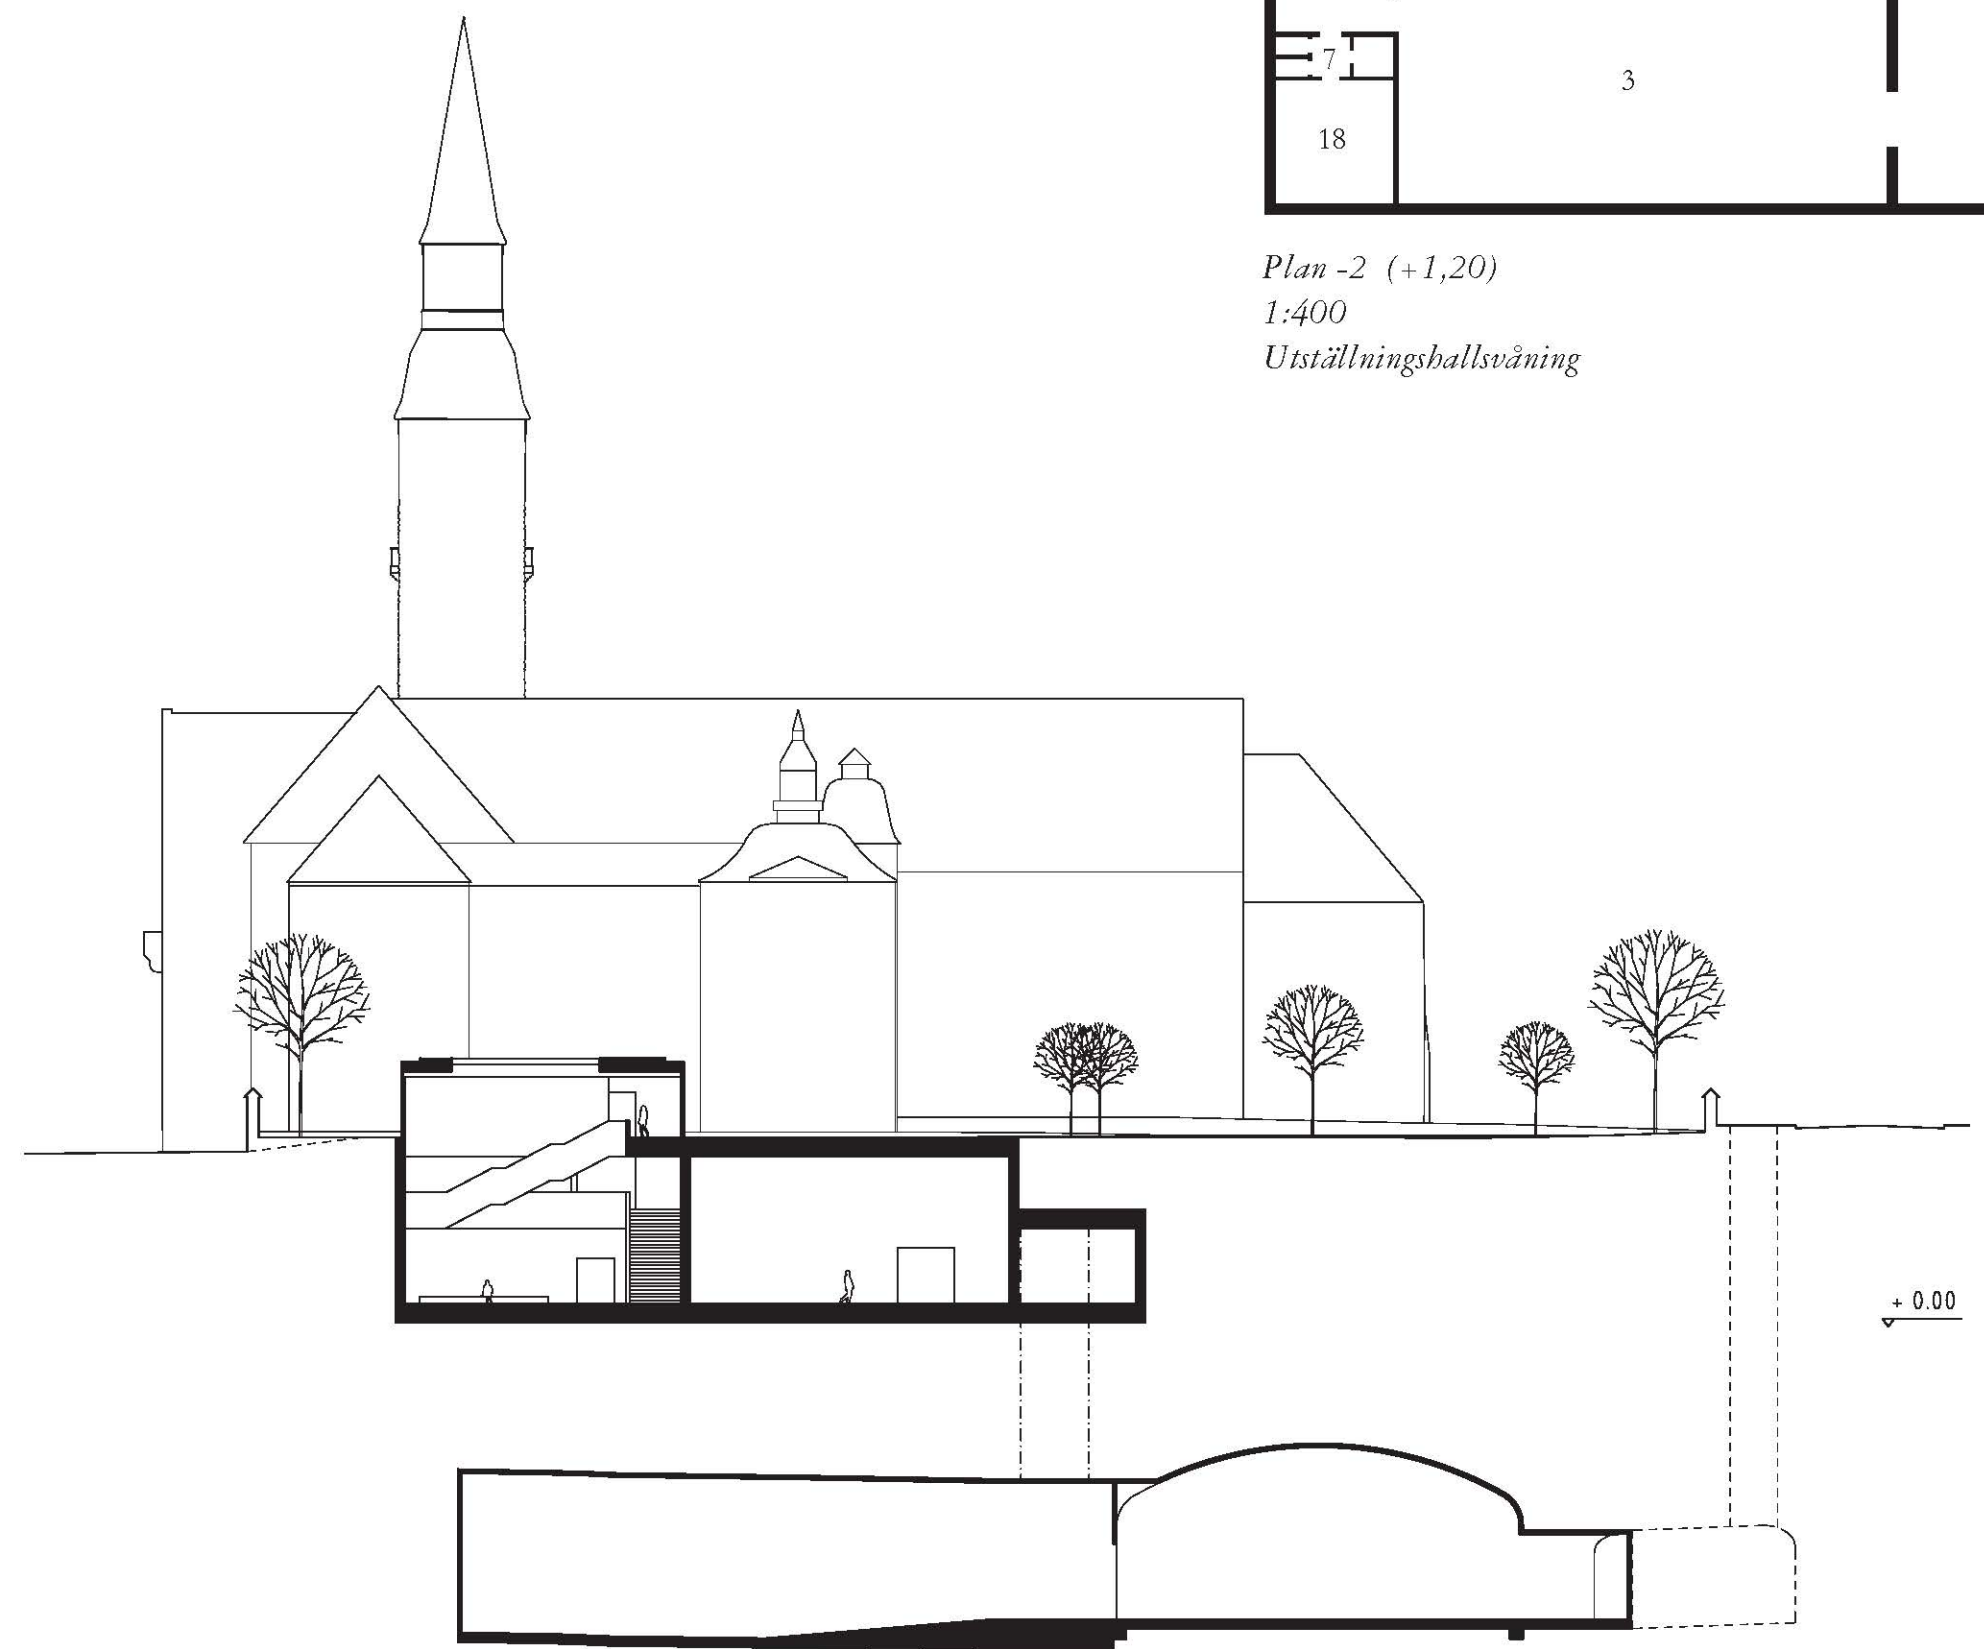 7
3
18
Plan -2 (+1,20)
1:400
Utställningshallsvåning
+ 0.00